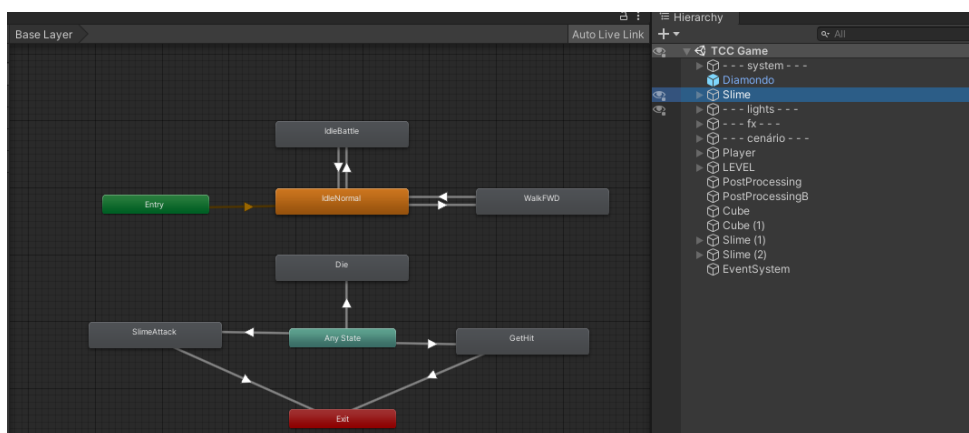 Base Layer
Auto Live Link
IdleBattle
IdleNormal
WalkFWD
Entry
Die
SlimeAttack
Any State
GetHit
Exit
Hierarchy
All
TCC Game
- - - system - - -
Diamondo
Slime
- - - lights - - -
- - - fx - - -
- - - cenário - - -
Player
LEVEL
PostProcessing
PostProcessingB
Cube
Cube (1)
Slime (1)
Slime (2)
EventSystem